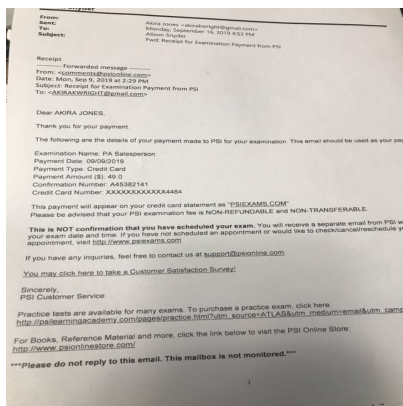 Snyder
From: Akira Jones <akirakwright@gmail.com>
Sent: Monday, September 16, 2019 4:53 PM
To: Allison Snyder
Subject: Fwd: Receipt for Examination Payment from PSI
Receipt
---------- Forwarded message ----------
From: <comments@psionline.com>
Date: Mon, Sep 9, 2019 at 2:29 PM
Subject: Receipt for Examination Payment from PSI
To: <AKIRAKWRIGHT@gmail.com>
Dear AKIRA JONES,
Thank you for your payment.
The following are the details of your payment made to PSI for your examination. This email should be used as your pay
Examination Name: PA Salesperson
Payment Date: 09/09/2019
Payment Type: Credit Card
Payment Amount ($): 49.0
Confirmation Number: A45382141
Credit Card Number: XXXXXXXXXXXX4484
This payment will appear on your credit card statement as "PSIEXAMS.COM"
Please be advised that your PSI examination fee is NON-REFUNDABLE and NON-TRANSFERABLE.
This is NOT confirmation that you have scheduled your exam. You will receive a separate email from PSI w
your exam date and time. If you have not scheduled an appointment or would like to check/cancel/reschedule y
appointment, visit http://www.psiexams.com
If you have any inquiries, feel free to contact us at support@psionline.com
You may click here to take a Customer Satisfaction Survey!
Sincerely,
PSI Customer Service
Practice tests are available for many exams. To purchase a practice exam, click here:
http://psilearningacademy.com/pages/practice.html?utm_source=ATLAS&utm_medium=email&utm_camp
For Books, Reference Material and more, click the link below to visit the PSI Online Store:
http://www.psionlinestore.com/
***Please do not reply to this email. This mailbox is not monitored.***
1